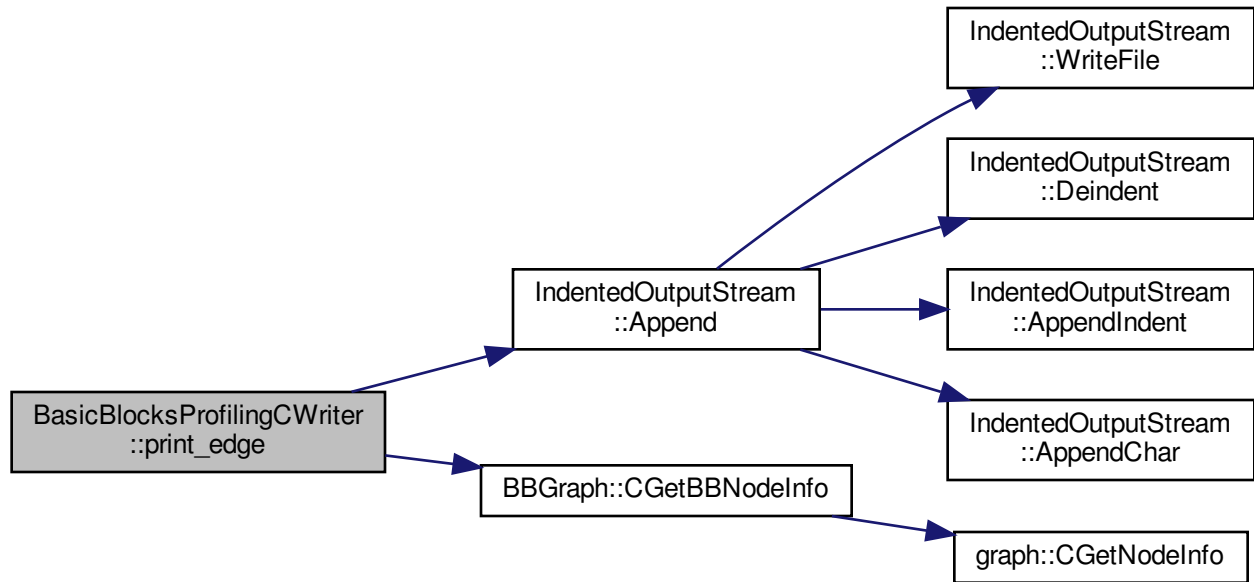 IndentedOutputStream
::WriteFile
IndentedOutputStream
::Deindent
IndentedOutputStream
::Append
IndentedOutputStream
::AppendIndent
BasicBlocksProfilingCWriter
::print_edge
IndentedOutputStream
::AppendChar
BBGraph::CGetBBNodeInfo
graph::CGetNodeInfo